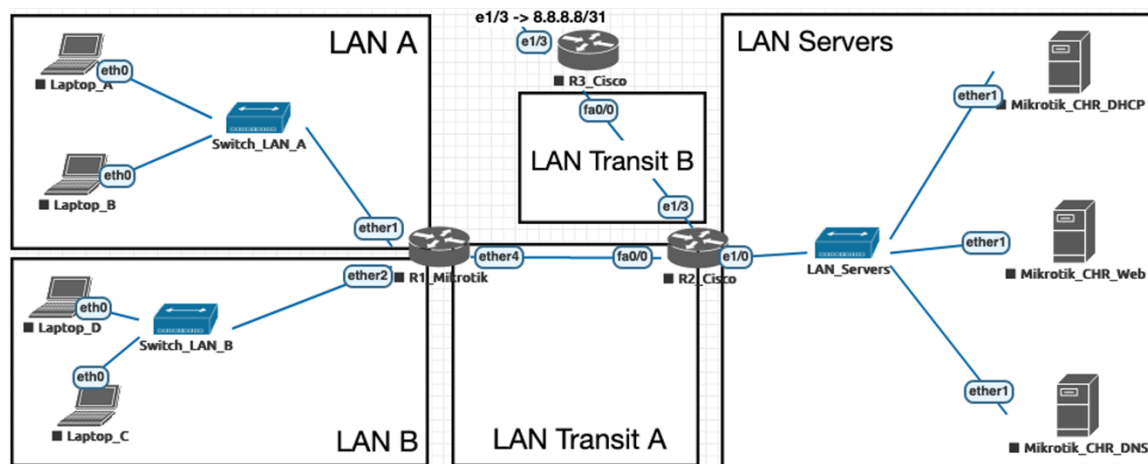 e1/3 -> 8.8.8.8/31
LAN A
eth0
Laptop_A
Switch_LAN_A
eth0
Laptop_B
ether1
e1/3
R3_Cisco
fa0/0
LAN Transit B
e1/3
LAN Servers
ether1
Mikrotik_CHR_DHCP
ether1
Mikrotik_CHR_Web
LAN_Servers
ether1
Mikrotik_CHR_DNS
R1_Mikrotik
ether4
fa0/0
R2_Cisco
e1/0
ether2
eth0
Laptop_D
Switch_LAN_B
eth0
Laptop_C
LAN B
LAN Transit A